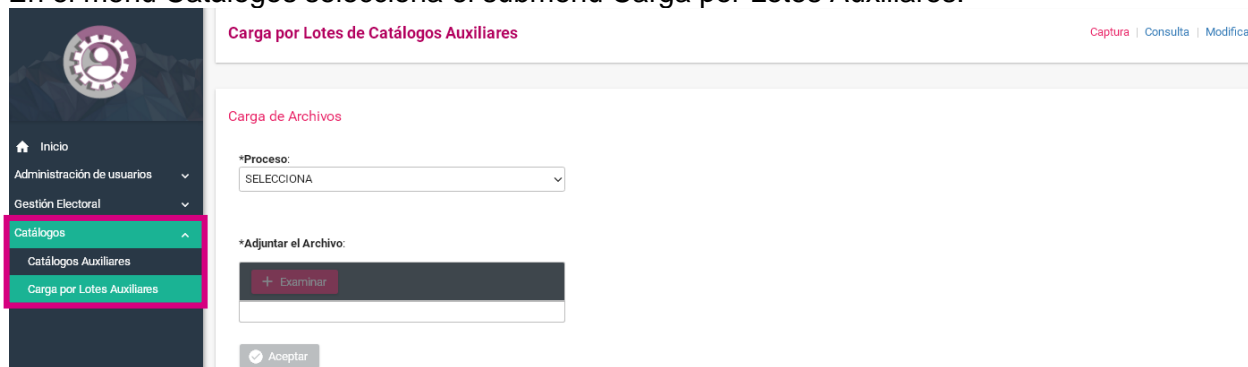 En el menú Catálogos selecciona el submenú Carga por Lotes Auxiliares.
Carga por Lotes de Catálogos Auxiliares
Captura | Consulta | Modifica
Carga de Archivos
Inicio
Administración de usuarios
Gestión Electoral
Catálogos
Catálogos Auxiliares
Carga por Lotes Auxiliares
*Proceso:
SELECCIONA
*Adjuntar el Archivo:
+ Examinar
Aceptar